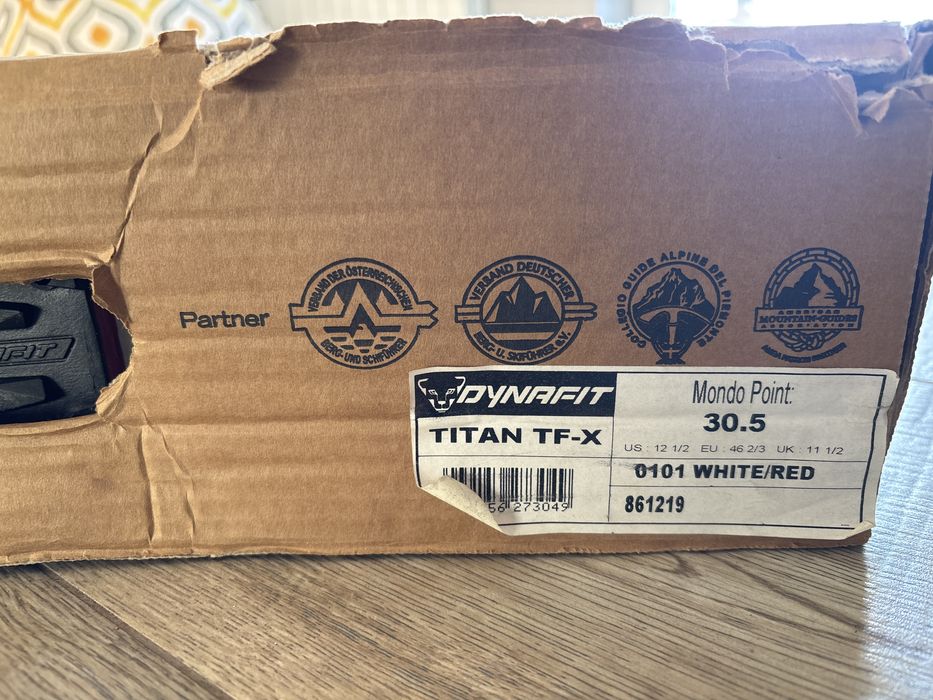 Partner
VERBAND DER ÖSTERREICHISCHEN
BERG- UND SCHIFÜHRER
VERBAND DEUTSCHER
BERG- U. SKIFÜHRER e.V.
COLLEGIO GUIDE ALPINE DEL PIEMONTE
AMERICAN
MOUNTAIN GUIDES
ASSOCIATION
DYNAFIT
TITAN TF-X
56 273049
Mondo Point:
30.5
US : 12 1/2 EU : 46 2/3 UK : 11 1/2
0101 WHITE/RED
861219